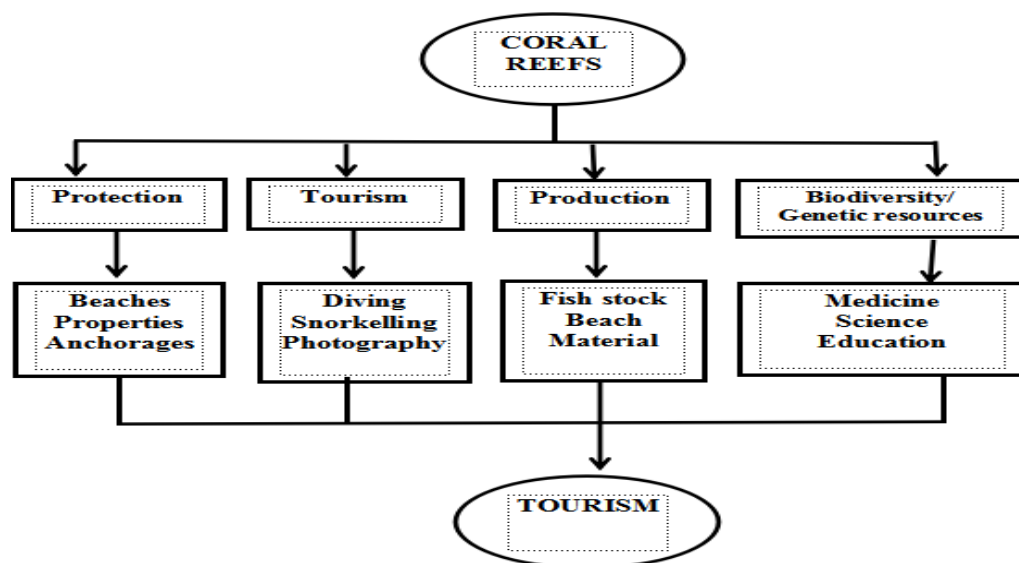 CORAL
REEFS
Protection
Tourism
Production
Biodiversity/
Genetic resources
Beaches
Properties
Anchorages
Diving
Snorkelling
Photography
Fish stock
Beach
Material
Medicine
Science
Education
TOURISM